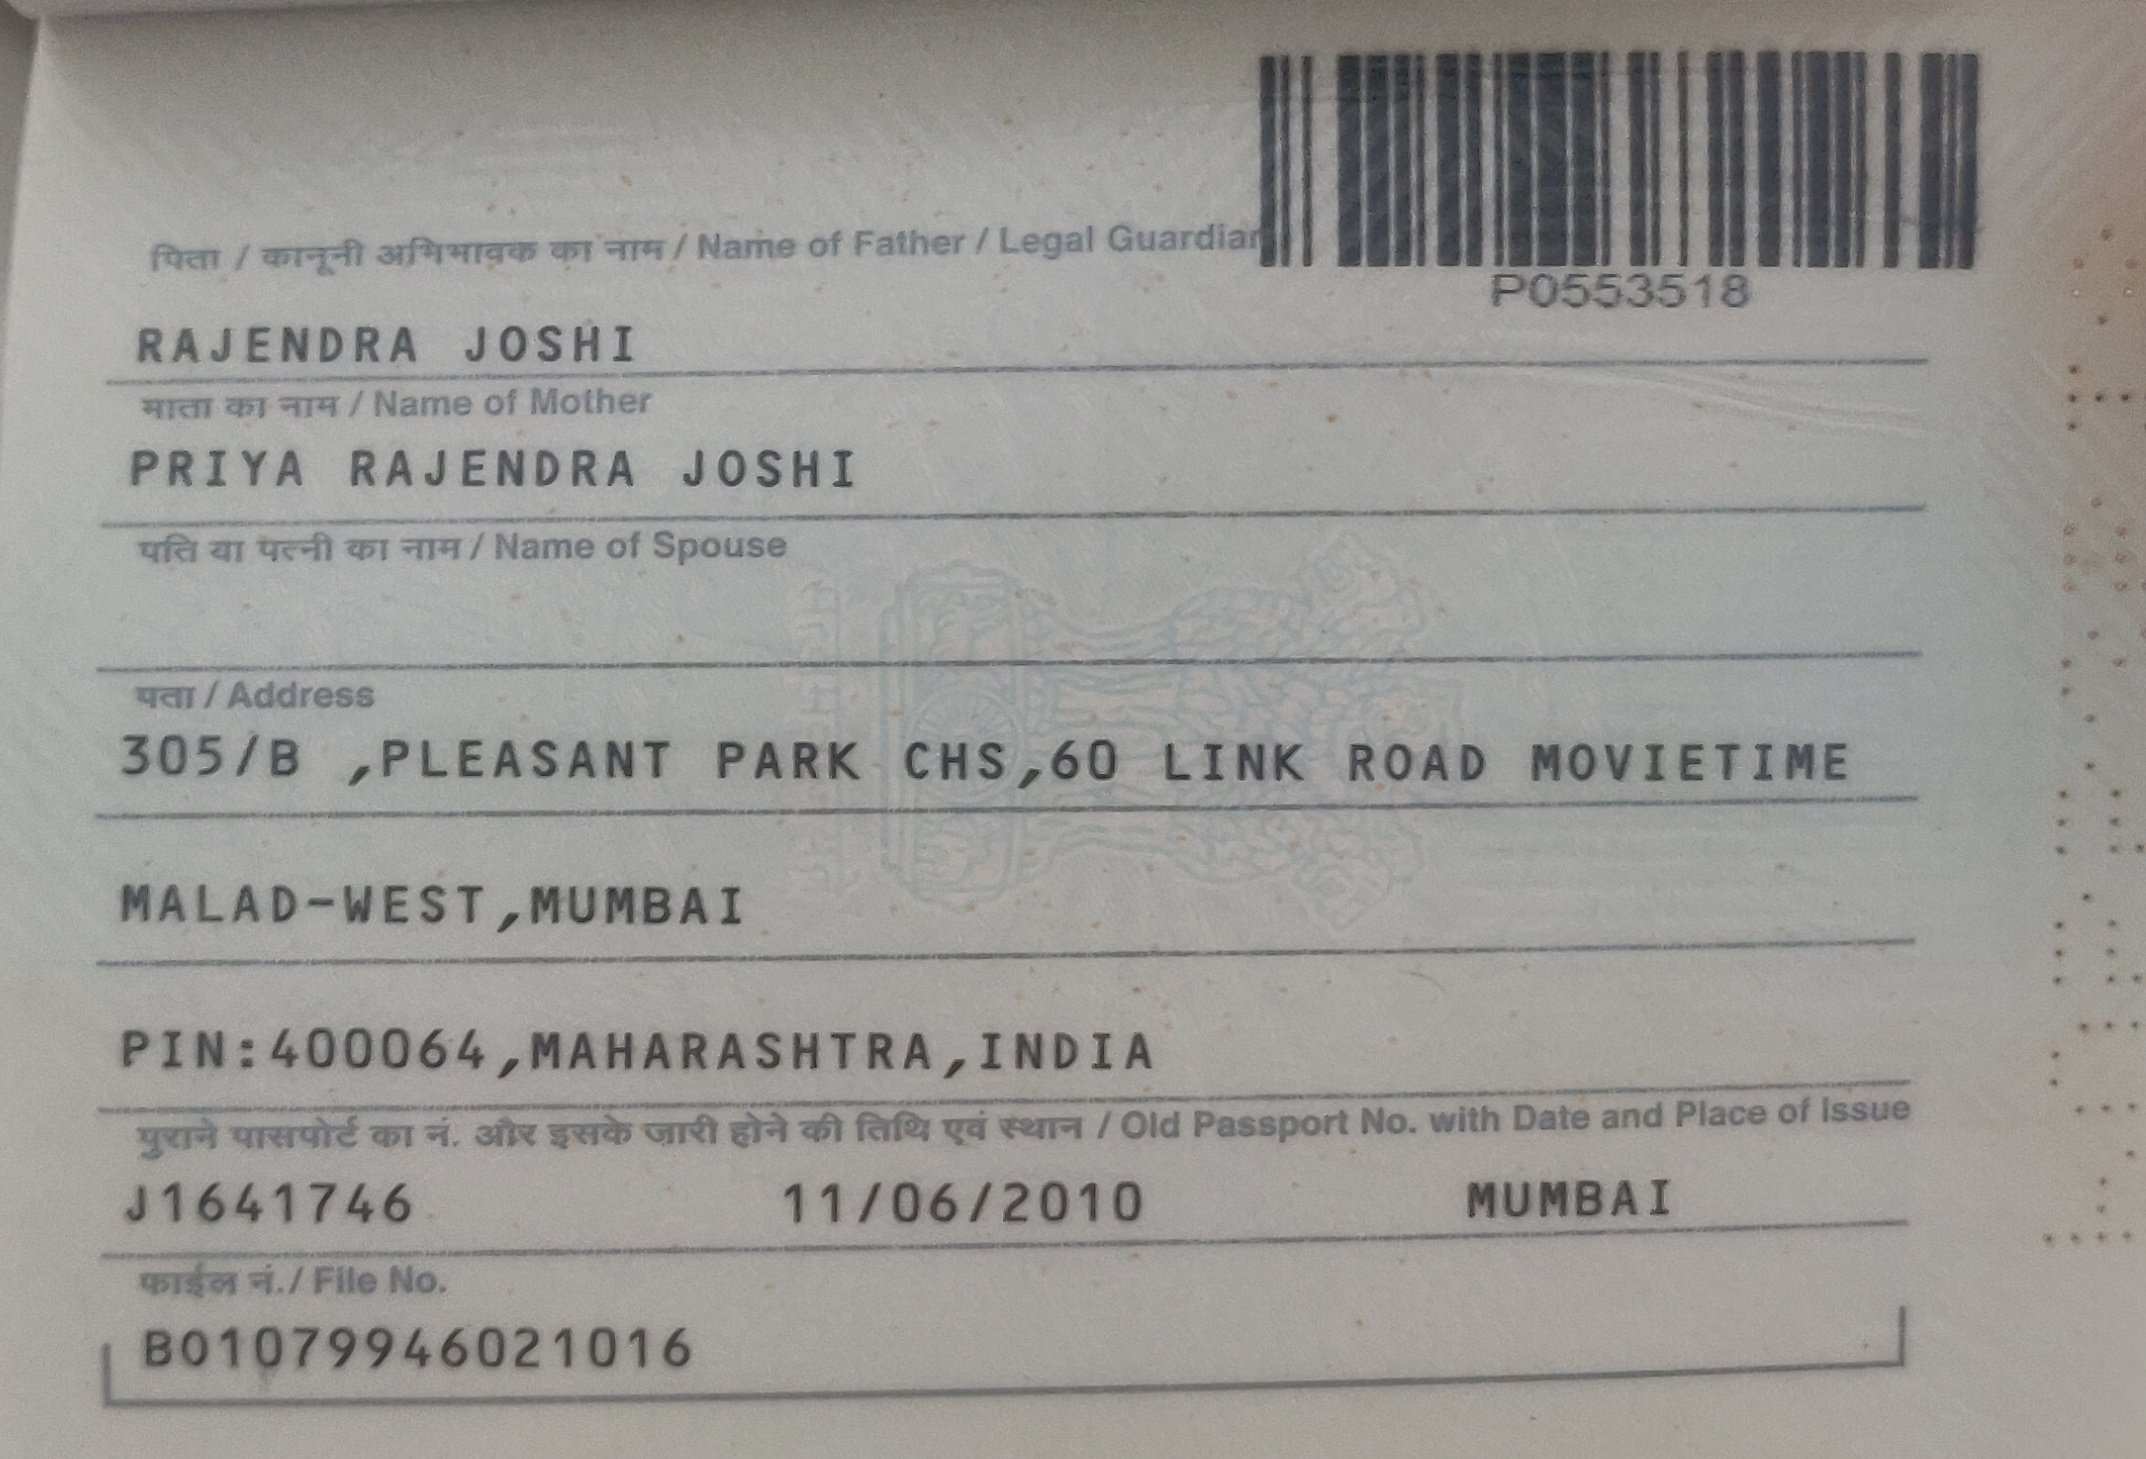 पिता / कानूनी अभिभावक का नाम / Name of Father / Legal Guardian
P0553518
RAJENDRA JOSHI
माता का नाम / Name of Mother
PRIYA RAJENDRA JOSHI
पति या पत्नी का नाम / Name of Spouse
पता / Address
305/B ,PLEASANT PARK CHS,60 LINK ROAD MOVIETIME
MALAD-WEST,MUMBAI
PIN:400064,MAHARASHTRA,INDIA
पुराने पासपोर्ट का नं. और इसके जारी होने की तिथि एवं स्थान / Old Passport No. with Date and Place of Issue
J1641746 11/06/2010 MUMBAI
फाईल नं./ File No.
BO1079946021016